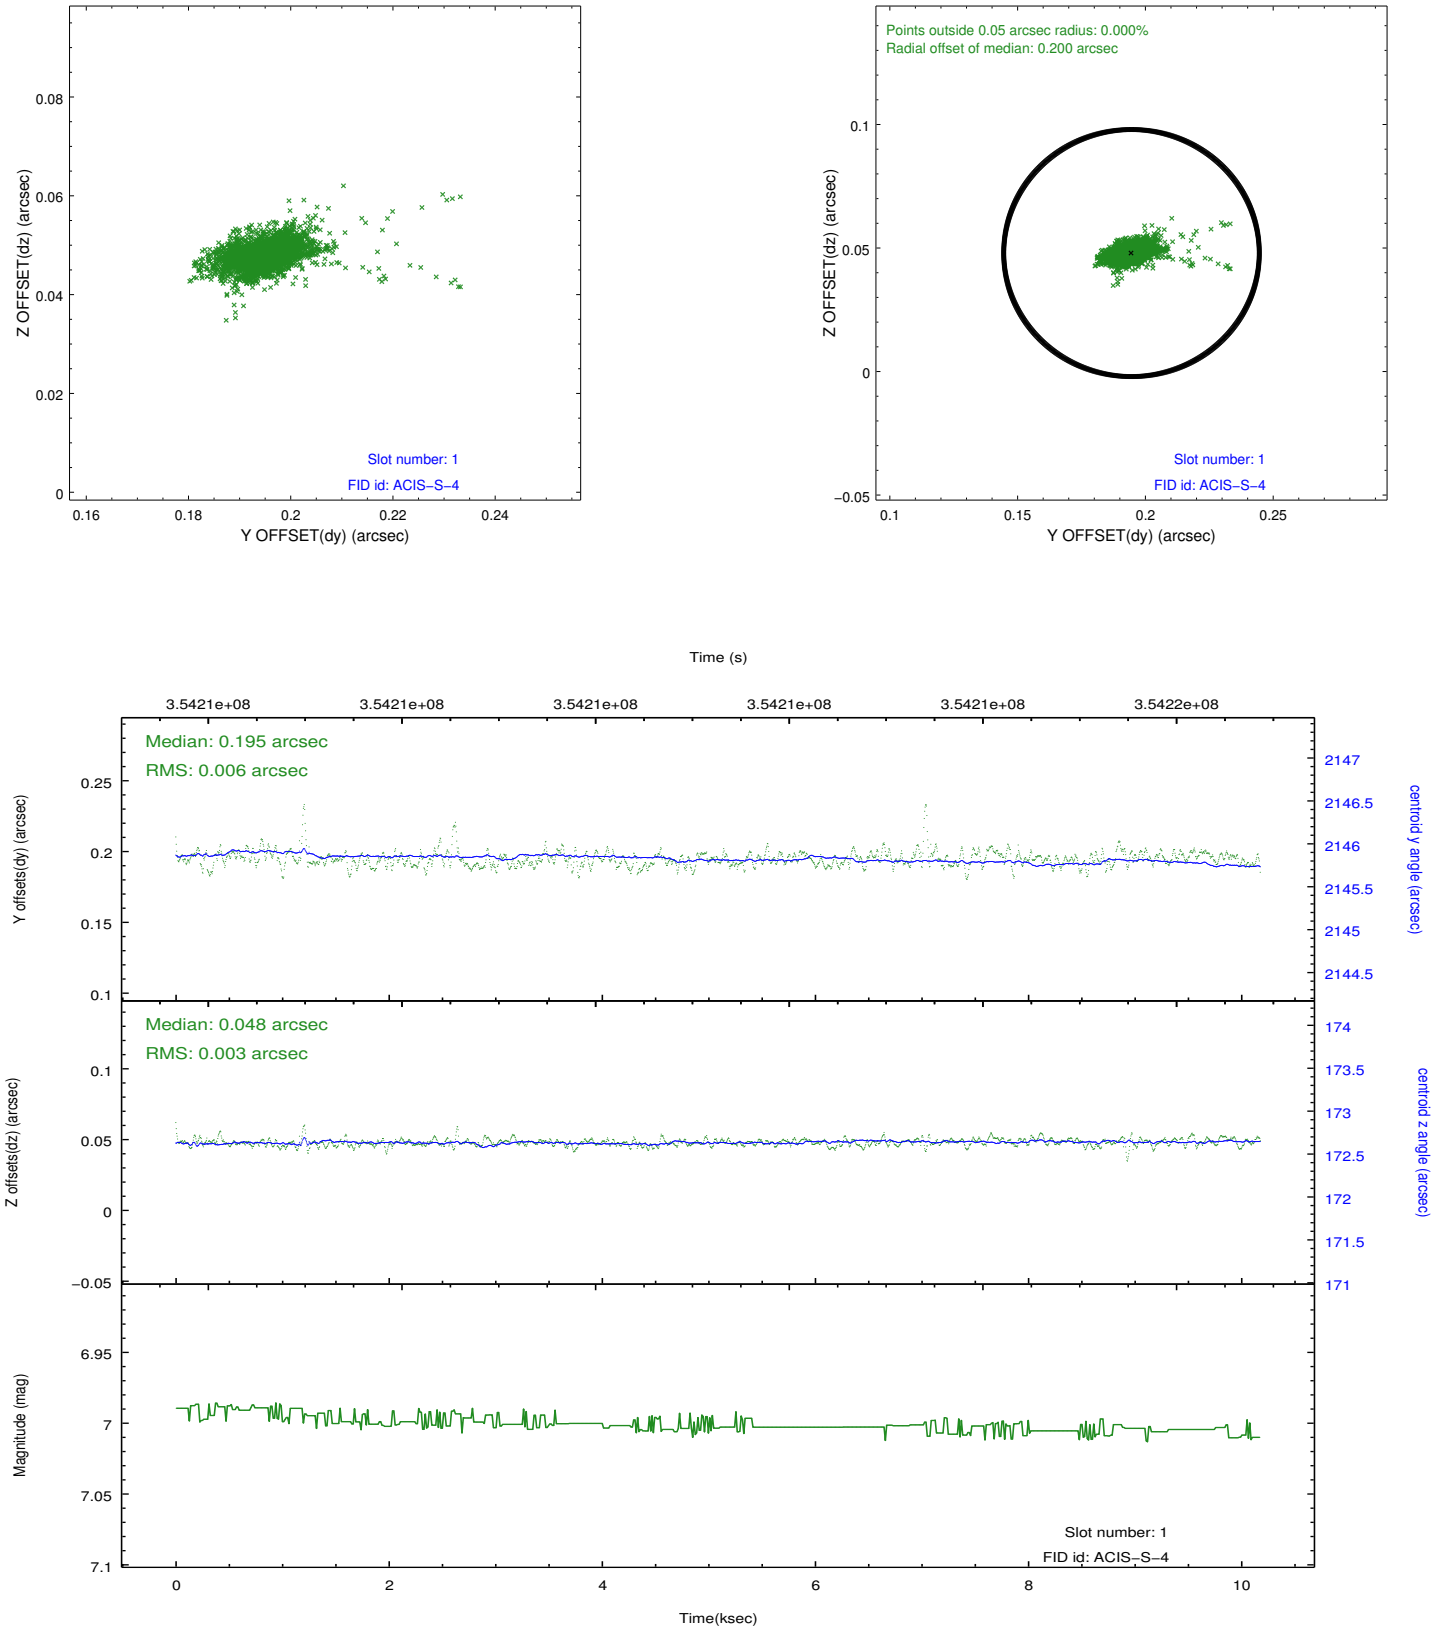 0.08
0.06
0.04
0.02
0
Z OFFSET(dz) (arcsec)
Slot number: 1
FID id: ACIS−S−4
0.16
0.18
0.2
0.22
0.24
Y OFFSET(dy) (arcsec)
Points outside 0.05 arcsec radius: 0.000%
Radial offset of median: 0.200 arcsec
0.1
0.05
0
−0.05
Z OFFSET(dz) (arcsec)
Slot number: 1
FID id: ACIS−S−4
0.1
0.15
0.2
0.25
Y OFFSET(dy) (arcsec)
Time (s)
3.5421e+08
3.5421e+08
3.5421e+08
3.5421e+08
3.5421e+08
3.5422e+08
Median: 0.195 arcsec
RMS: 0.006 arcsec
0.25
0.2
0.15
0.1
Y offsets(dy) (arcsec)
2147
2146.5
2146
2145.5
2145
2144.5
centroid y angle (arcsec)
Median: 0.048 arcsec
RMS: 0.003 arcsec
0.1
0.05
0
−0.05
Z offsets(dz) (arcsec)
174
173.5
173
172.5
172
171.5
171
centroid z angle (arcsec)
6.95
7
7.05
7.1
Magnitude (mag)
Slot number: 1
FID id: ACIS−S−4
0
2
4
6
8
10
Time(ksec)